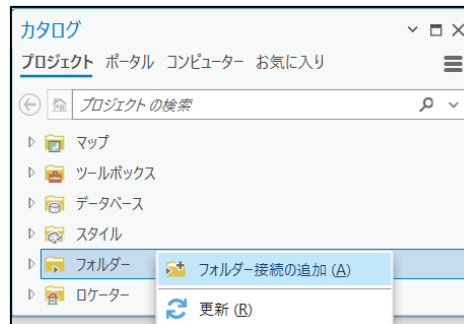 カタログ
プロジェクト ポータル コンピューター お気に入り
プロジェクトの検索
マップ
ツールボックス
データベース
スタイル
フォルダー
フォルダー接続の追加 (A)
ロケーター
更新 (R)